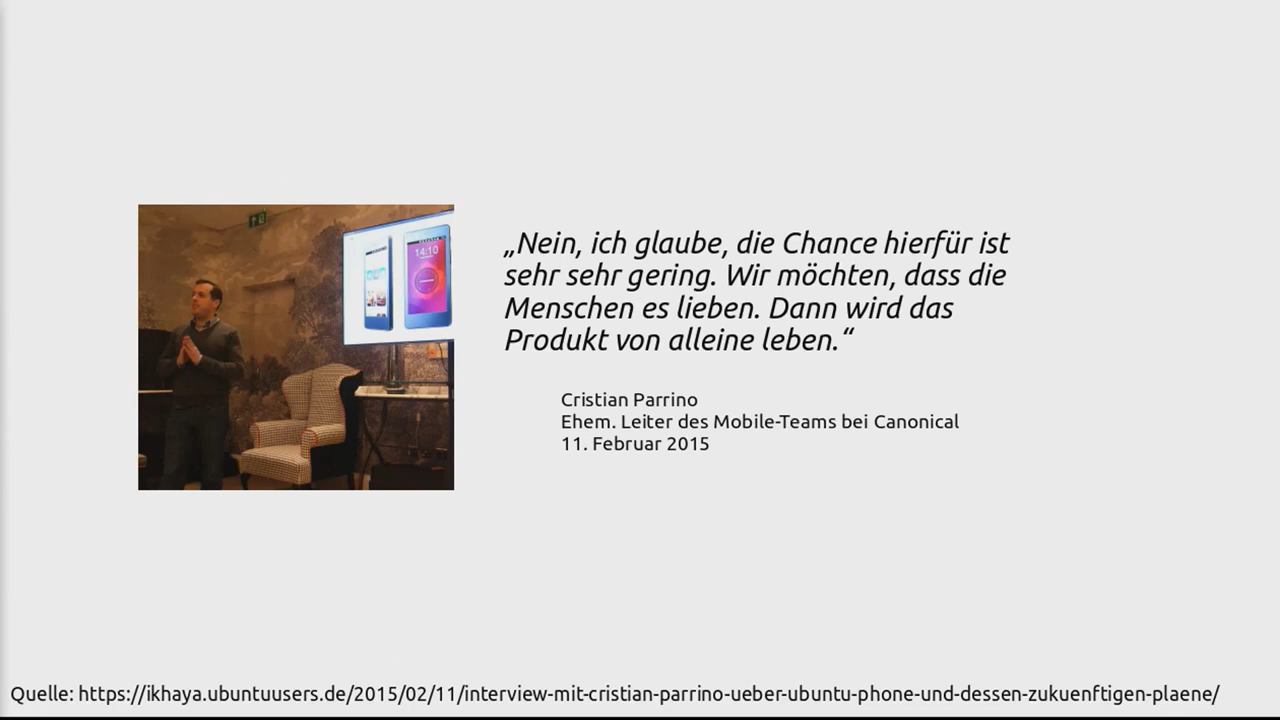 14:10
„Nein, ich glaube, die Chance hierfür ist
sehr sehr gering. Wir möchten, dass die
Menschen es lieben. Dann wird das
Produkt von alleine leben.“
Cristian Parrino
Ehem. Leiter des Mobile-Teams bei Canonical
11. Februar 2015
Quelle: https://ikhaya.ubuntuusers.de/2015/02/11/interview-mit-cristian-parrino-ueber-ubuntu-phone-und-dessen-zukuenftigen-plaene/